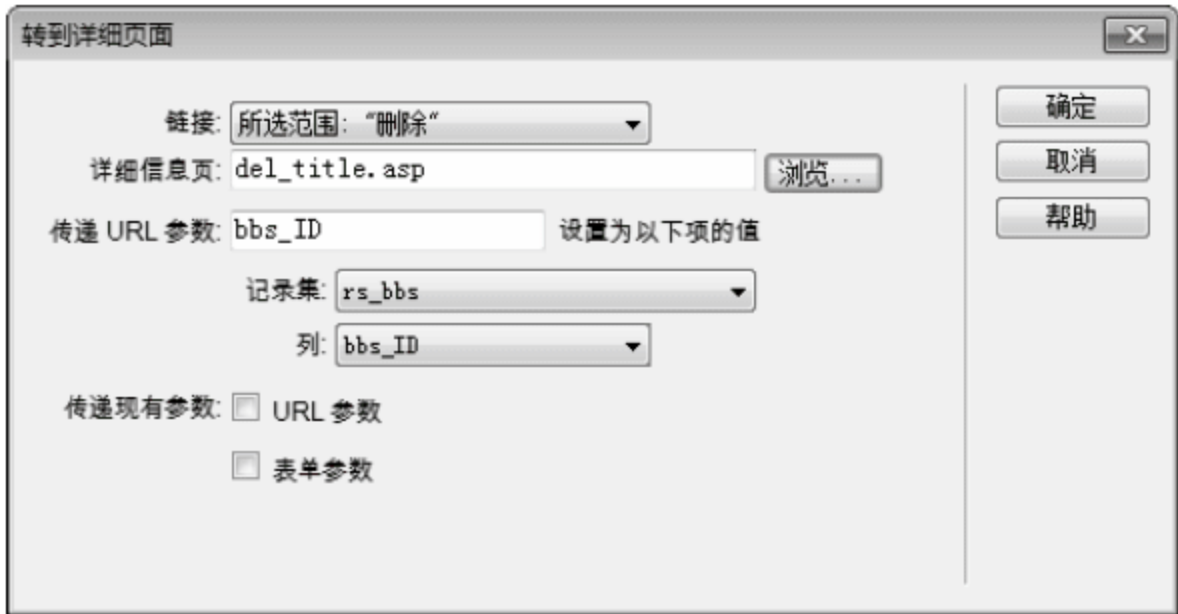 转到详细页面
链接: 所选范围: "删除" 确定
详细信息页: del_title.asp 浏览... 取消
传递 URL 参数: bbs_ID 设置为以下项的值 帮助
记录集: rs_bbs
列: bbs_ID
传递现有参数: URL 参数
表单参数